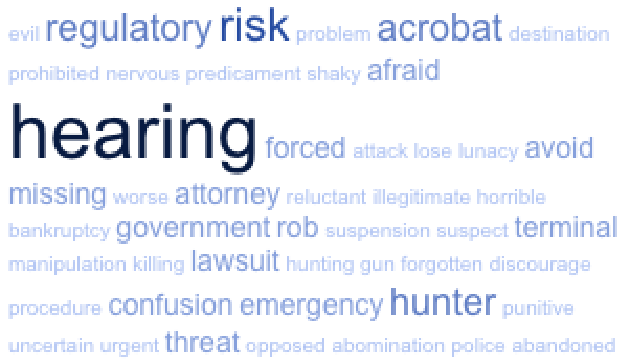 evil regulatory risk problem acrobat destination
prohibited nervous predicament shaky afraid
hearing forced attack lose lunacy avoid
missing worse attorney reluctant illegitimate horrible
bankruptcy government rob suspension suspect terminal
manipulation killing lawsuit hunting gun forgotten discourage
procedure confusion emergency hunter punitive
uncertain urgent threat opposed abomination police abandoned